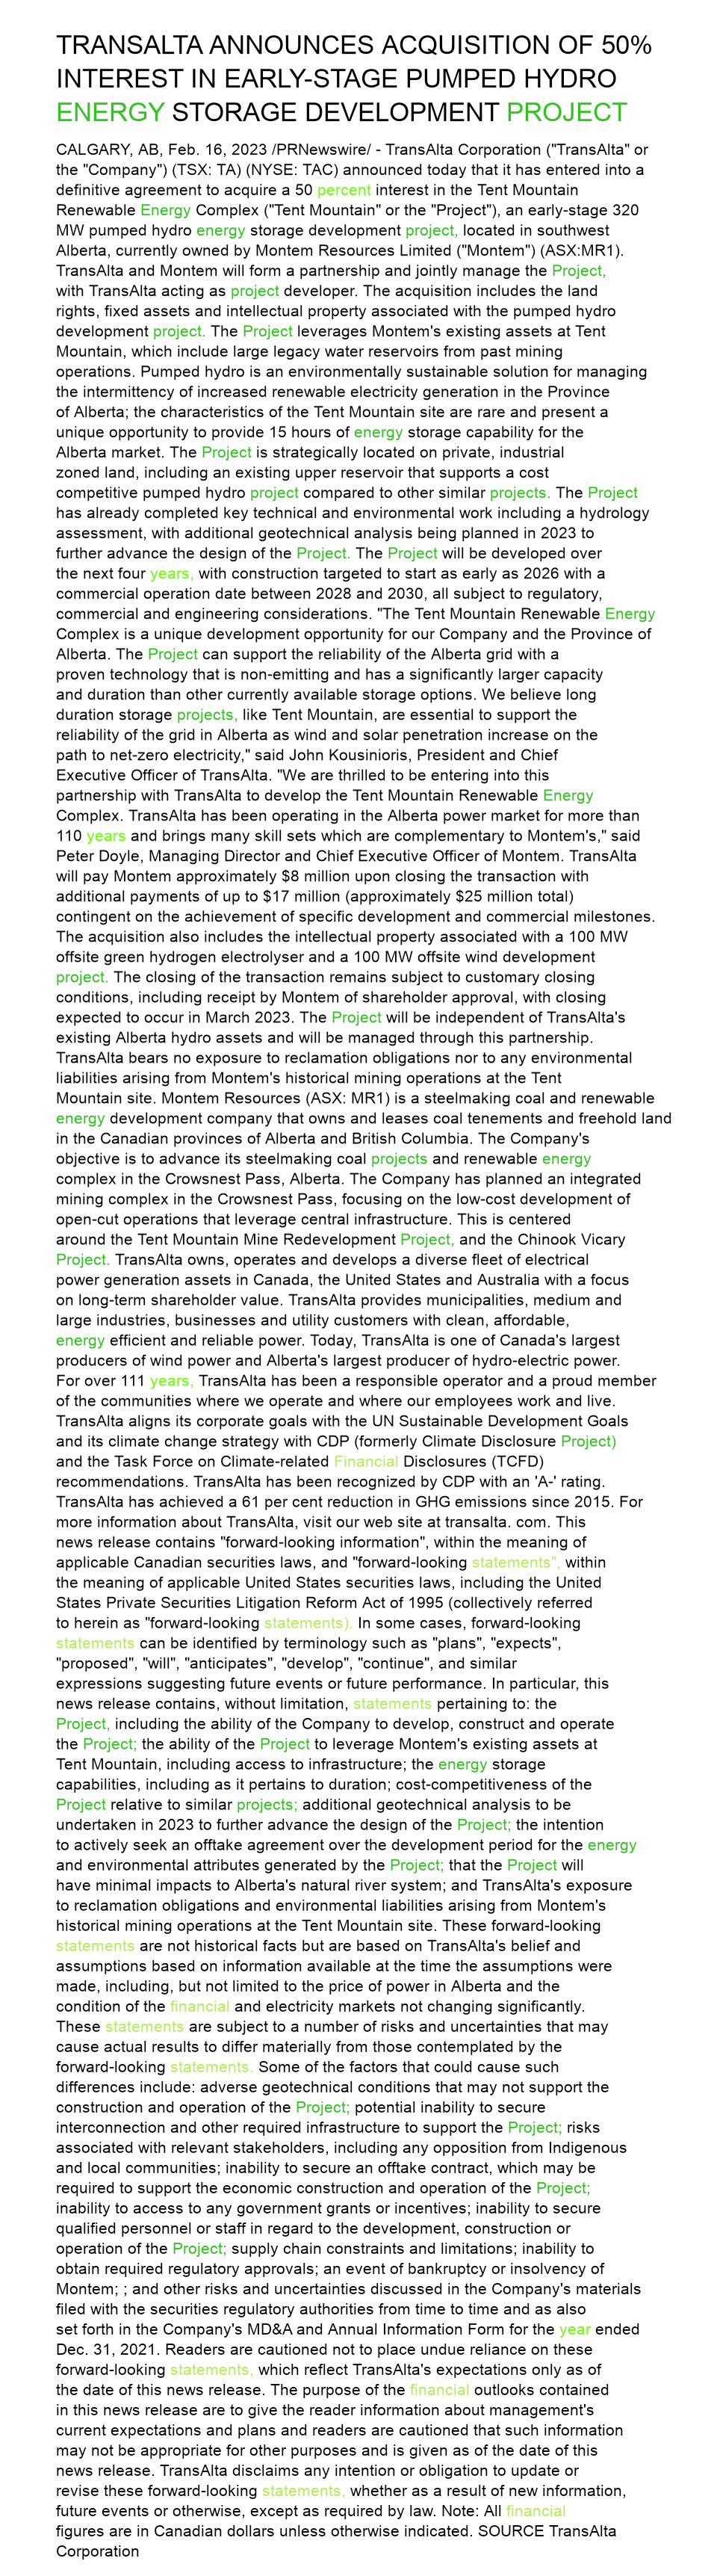 TRANSALTA ANNOUNCES ACQUISITION OF 50%
INTEREST IN EARLY-STAGE PUMPED HYDRO
ENERGY STORAGE DEVELOPMENT PROJECT
CALGARY, AB, Feb. 16, 2023 /PRNewswire/ - TransAlta Corporation ("TransAlta" or
the "Company") (TSX: TA) (NYSE: TAC) announced today that it has entered into a
definitive agreement to acquire a 50 percent interest in the Tent Mountain
Renewable Energy Complex ("Tent Mountain" or the "Project"), an early-stage 320
MW pumped hydro energy storage development project, located in southwest
Alberta, currently owned by Montem Resources Limited ("Montem") (ASX:MR1).
TransAlta and Montem will form a partnership and jointly manage the Project,
with TransAlta acting as project developer. The acquisition includes the land
rights, fixed assets and intellectual property associated with the pumped hydro
development project. The Project leverages Montem's existing assets at Tent
Mountain, which include large legacy water reservoirs from past mining
operations. Pumped hydro is an environmentally sustainable solution for managing
the intermittency of increased renewable electricity generation in the Province
of Alberta; the characteristics of the Tent Mountain site are rare and present a
unique opportunity to provide 15 hours of energy storage capability for the
Alberta market. The Project is strategically located on private, industrial
zoned land, including an existing upper reservoir that supports a cost
competitive pumped hydro project compared to other similar projects. The Project
has already completed key technical and environmental work including a hydrology
assessment, with additional geotechnical analysis being planned in 2023 to
further advance the design of the Project. The Project will be developed over
the next four years, with construction targeted to start as early as 2026 with a
commercial operation date between 2028 and 2030, all subject to regulatory,
commercial and engineering considerations. "The Tent Mountain Renewable Energy
Complex is a unique development opportunity for our Company and the Province of
Alberta. The Project can support the reliability of the Alberta grid with a
proven technology that is non-emitting and has a significantly larger capacity
and duration than other currently available storage options. We believe long
duration storage projects, like Tent Mountain, are essential to support the
reliability of the grid in Alberta as wind and solar penetration increase on the
path to net-zero electricity," said John Kousinioris, President and Chief
Executive Officer of TransAlta. "We are thrilled to be entering into this
partnership with TransAlta to develop the Tent Mountain Renewable Energy
Complex. TransAlta has been operating in the Alberta power market for more than
110 years and brings many skill sets which are complementary to Montem's," said
Peter Doyle, Managing Director and Chief Executive Officer of Montem. TransAlta
will pay Montem approximately $8 million upon closing the transaction with
additional payments of up to $17 million (approximately $25 million total)
contingent on the achievement of specific development and commercial milestones.
The acquisition also includes the intellectual property associated with a 100 MW
offsite green hydrogen electrolyser and a 100 MW offsite wind development
project. The closing of the transaction remains subject to customary closing
conditions, including receipt by Montem of shareholder approval, with closing
expected to occur in March 2023. The Project will be independent of TransAlta's
existing Alberta hydro assets and will be managed through this partnership.
TransAlta bears no exposure to reclamation obligations nor to any environmental
liabilities arising from Montem's historical mining operations at the Tent
Mountain site. Montem Resources (ASX: MR1) is a steelmaking coal and renewable
energy development company that owns and leases coal tenements and freehold land
in the Canadian provinces of Alberta and British Columbia. The Company's
objective is to advance its steelmaking coal projects and renewable energy
complex in the Crowsnest Pass, Alberta. The Company has planned an integrated
mining complex in the Crowsnest Pass, focusing on the low-cost development of
open-cut operations that leverage central infrastructure. This is centered
around the Tent Mountain Mine Redevelopment Project, and the Chinook Vicary
Project. TransAlta owns, operates and develops a diverse fleet of electrical
power generation assets in Canada, the United States and Australia with a focus
on long-term shareholder value. TransAlta provides municipalities, medium and
large industries, businesses and utility customers with clean, affordable,
energy efficient and reliable power. Today, TransAlta is one of Canada's largest
producers of wind power and Alberta's largest producer of hydro-electric power.
For over 111 years, TransAlta has been a responsible operator and a proud member
of the communities where we operate and where our employees work and live.
TransAlta aligns its corporate goals with the UN Sustainable Development Goals
and its climate change strategy with CDP (formerly Climate Disclosure Project)
and the Task Force on Climate-related Financial Disclosures (TCFD)
recommendations. TransAlta has been recognized by CDP with an 'A-' rating.
TransAlta has achieved a 61 per cent reduction in GHG emissions since 2015. For
more information about TransAlta, visit our web site at transalta. com. This
news release contains "forward-looking information", within the meaning of
applicable Canadian securities laws, and "forward-looking statements", within
the meaning of applicable United States securities laws, including the United
States Private Securities Litigation Reform Act of 1995 (collectively referred
to herein as "forward-looking statements). In some cases, forward-looking
statements can be identified by terminology such as "plans", "expects",
"proposed", "will", "anticipates", "develop", "continue", and similar
expressions suggesting future events or future performance. In particular, this
news release contains, without limitation, statements pertaining to: the
Project, including the ability of the Company to develop, construct and operate
the Project; the ability of the Project to leverage Montem's existing assets at
Tent Mountain, including access to infrastructure; the energy storage
capabilities, including as it pertains to duration; cost-competitiveness of the
Project relative to similar projects; additional geotechnical analysis to be
undertaken in 2023 to further advance the design of the Project; the intention
to actively seek an offtake agreement over the development period for the energy
and environmental attributes generated by the Project; that the Project will
have minimal impacts to Alberta's natural river system; and TransAlta's exposure
to reclamation obligations and environmental liabilities arising from Montem's
historical mining operations at the Tent Mountain site. These forward-looking
statements are not historical facts but are based on TransAlta's belief and
assumptions based on information available at the time the assumptions were
made, including, but not limited to the price of power in Alberta and the
condition of the financial and electricity markets not changing significantly.
These statements are subject to a number of risks and uncertainties that may
cause actual results to differ materially from those contemplated by the
forward-looking statements. Some of the factors that could cause such
differences include: adverse geotechnical conditions that may not support the
construction and operation of the Project; potential inability to secure
interconnection and other required infrastructure to support the Project; risks
associated with relevant stakeholders, including any opposition from Indigenous
and local communities; inability to secure an offtake contract, which may be
required to support the economic construction and operation of the Project;
inability to access to any government grants or incentives; inability to secure
qualified personnel or staff in regard to the development, construction or
operation of the Project; supply chain constraints and limitations; inability to
obtain required regulatory approvals; an event of bankruptcy or insolvency of
Montem; ; and other risks and uncertainties discussed in the Company's materials
filed with the securities regulatory authorities from time to time and as also
set forth in the Company's MD&A and Annual Information Form for the year ended
Dec. 31, 2021. Readers are cautioned not to place undue reliance on these
forward-looking statements, which reflect TransAlta's expectations only as of
the date of this news release. The purpose of the financial outlooks contained
in this news release are to give the reader information about management's
current expectations and plans and readers are cautioned that such information
may not be appropriate for other purposes and is given as of the date of this
news release. TransAlta disclaims any intention or obligation to update or
revise these forward-looking statements, whether as a result of new information,
future events or otherwise, except as required by law. Note: All financial
figures are in Canadian dollars unless otherwise indicated. SOURCE TransAlta
Corporation